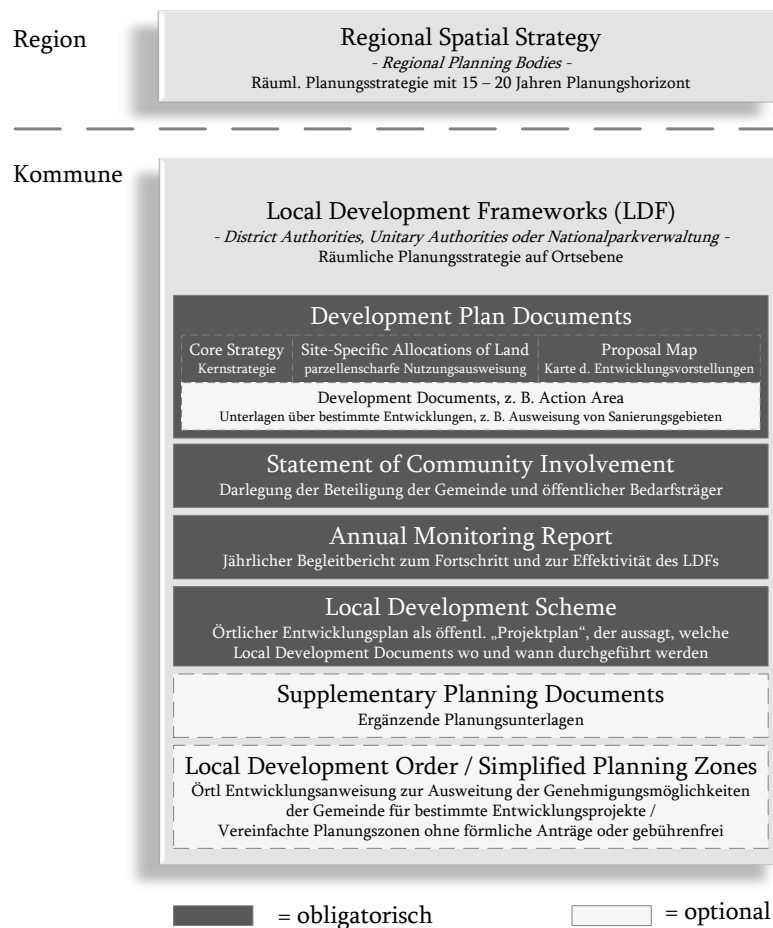 Region
Regional Spatial Strategy
- Regional Planning Bodies -
Räuml. Planungsstrategie mit 15 – 20 Jahren Planungshorizont
Kommune
Local Development Frameworks (LDF)
- District Authorities, Unitary Authorities oder Nationalparkverwaltung -
Räumliche Planungsstrategie auf Ortsebene
Development Plan Documents
Core Strategy
Kernstrategie
Site-Specific Allocations of Land
parzellenscharfe Nutzungsausweisung
Proposal Map
Karte d. Entwicklungsvorstellungen
Development Documents, z. B. Action Area
Unterlagen über bestimmte Entwicklungen, z. B. Ausweisung von Sanierungsgebieten
Statement of Community Involvement
Darlegung der Beteiligung der Gemeinde und öffentlicher Bedarfsträger
Annual Monitoring Report
Jährlicher Begleitbericht zum Fortschritt und zur Effektivität des LDFs
Local Development Scheme
Örtlicher Entwicklungsplan als öffentl. „Projektplan“, der aussagt, welche
Local Development Documents wo und wann durchgeführt werden
Supplementary Planning Documents
Ergänzende Planungsunterlagen
Local Development Order / Simplified Planning Zones
Örtl Entwicklungsanweisung zur Ausweitung der Genehmigungsmöglichkeiten
der Gemeinde für bestimmte Entwicklungsprojekte /
Vereinfachte Planungszonen ohne förmliche Anträge oder gebührenfrei
= obligatorisch
= optional